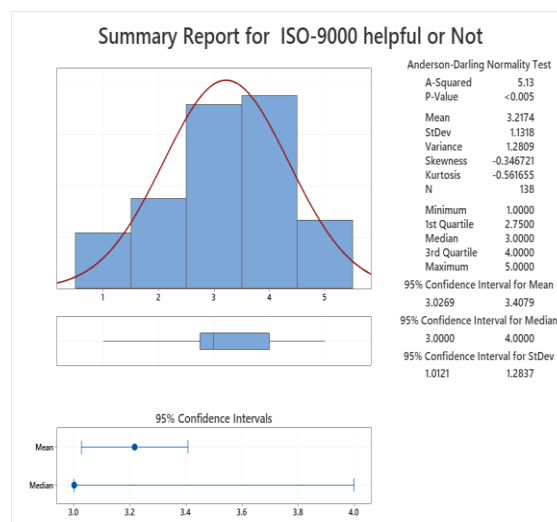 Summary Report for ISO-9000 helpful or Not
Anderson-Darling Normality Test
A-Squared 5.13
P-Value <0.005
Mean 3.2174
StDev 1.1318
Variance 1.2809
Skewness -0.346721
Kurtosis -0.561655
N 138
Minimum 1.0000
1st Quartile 2.7500
Median 3.0000
3rd Quartile 4.0000
Maximum 5.0000
95% Confidence Interval for Mean
3.0269 3.4079
95% Confidence Interval for Median
3.0000 4.0000
95% Confidence Interval for StDev
1.0121 1.2837
1 2 3 4 5
95% Confidence Intervals
Mean
Median
3.0 3.2 3.4 3.6 3.8 4.0